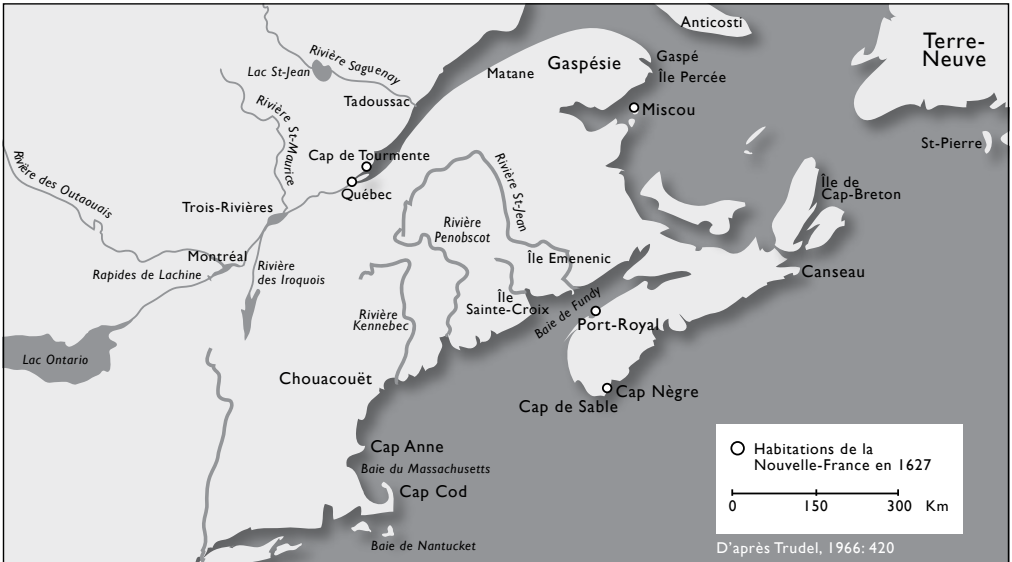 Anticosti
Terre-
Neuve
Rivière Saguenay
Lac St-Jean
Matane
Gaspésie
Gaspé
Île Percée
Tadoussac
Miscou
Rivière St-Maurice
St-Pierre
Cap de Tourmente
Rivière des Outaouais
Québec
Rivière St-Jean
Île de
Cap-Breton
Trois-Rivières
Rivière
Penobscot
Montréal
Île Emenenic
Rapides de Lachine
Rivière
des Iroquois
Canseau
Île
Sainte-Croix
Baie de Fundy
Rivière
Kennebec
Port-Royal
Lac Ontario
Chouacouët
Cap Nègre
Cap de Sable
Cap Anne
Baie du Massachusetts
Cap Cod
Baie de Nantucket
Habitations de la
Nouvelle-France en 1627
0 150 300 Km
D'après Trudel, 1966: 420